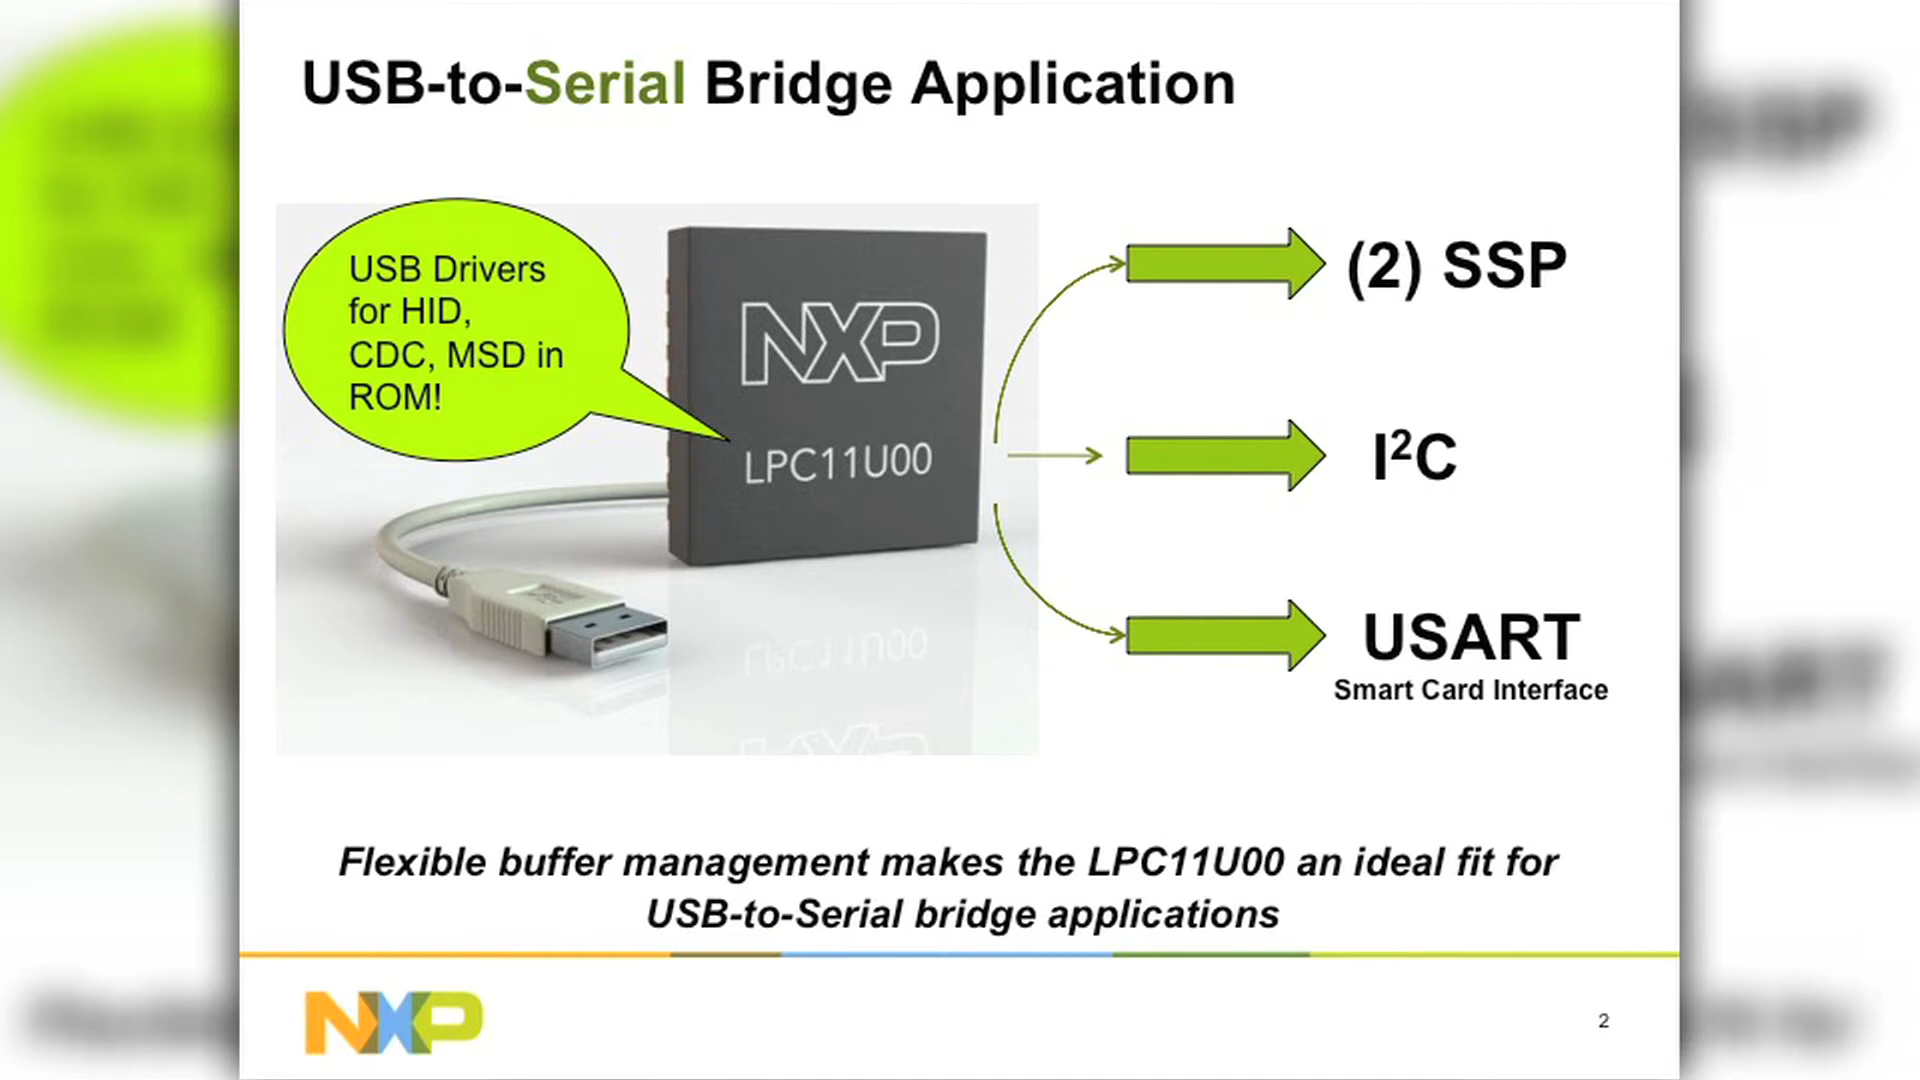 USB-to-Serial Bridge Application
USB Drivers
for HID,
CDC, MSD in
ROM!
NXP
LPC11U00
(2) SSP
I²C
USART
Smart Card Interface
Flexible buffer management makes the LPC11U00 an ideal fit for
USB-to-Serial bridge applications
NXP
2